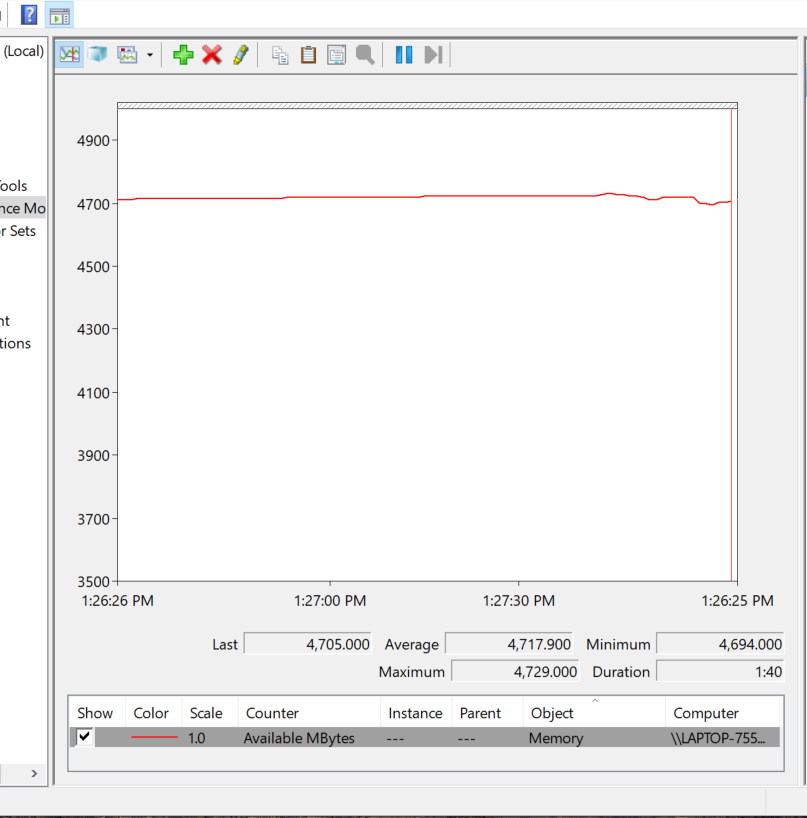 (Local)
ools
nce Mo
r Sets
nt
tions
4900
4700
4500
4300
4100
3900
3700
3500
1:26:26 PM 1:27:00 PM 1:27:30 PM 1:26:25 PM
Last 4,705.000 Average 4,717.900 Minimum 4,694.000
Maximum 4,729.000 Duration 1:40
Show Color Scale Counter Instance Parent Object Computer
1.0 Available MBytes --- --- Memory \\LAPTOP-755...